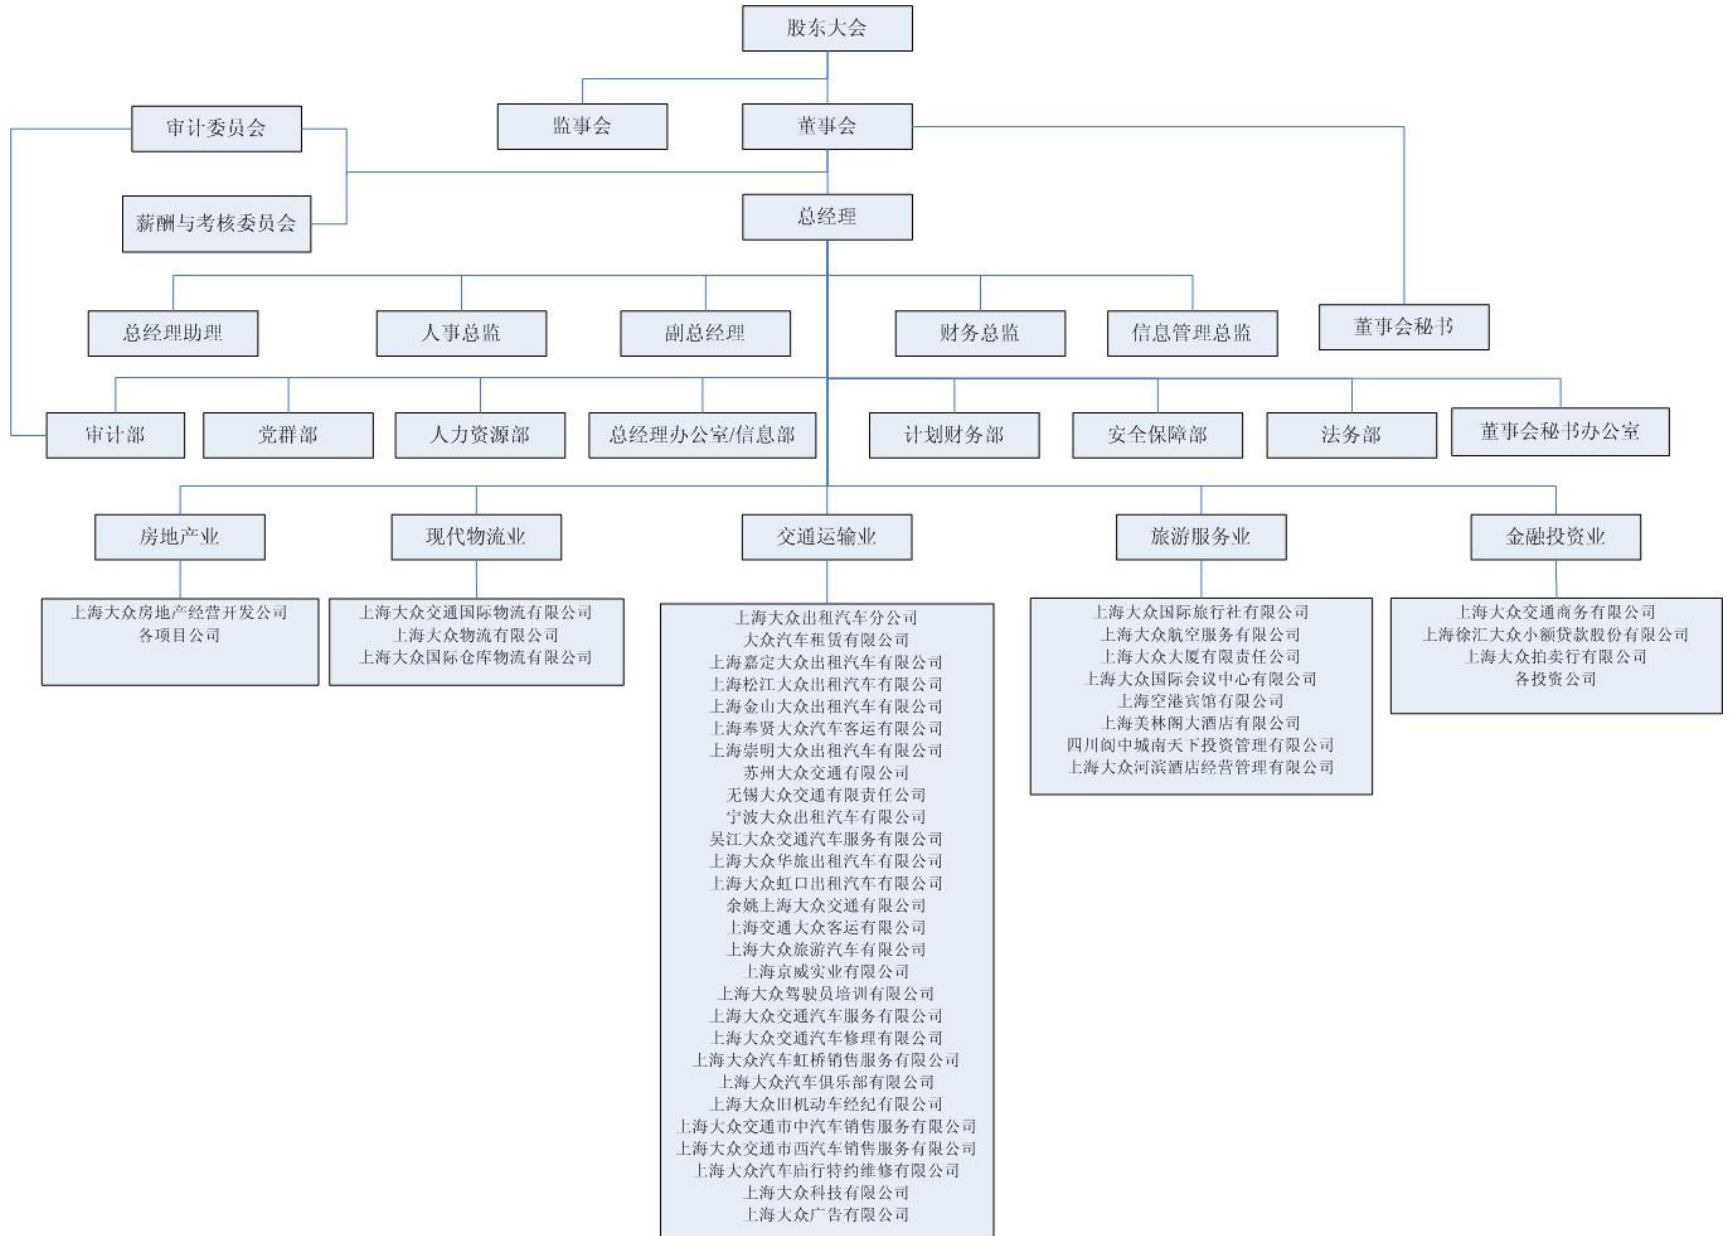 股东大会
监事会
董事会
审计委员会
薪酬与考核委员会
总经理
总经理助理
人事总监
副总经理
财务总监
信息管理总监
董事会秘书
审计部
党群部
人力资源部
总经理办公室/信息部
计划财务部
安全保障部
法务部
董事会秘书办公室
房地产业
现代物流业
交通运输业
旅游服务业
金融投资业
上海大众房地产经营开发公司
各项目公司
上海大众交通国际物流有限公司
上海大众物流有限公司
上海大众国际仓库物流有限公司
上海大众出租汽车分公司
大众汽车租赁有限公司
上海嘉定大众出租汽车有限公司
上海松江大众出租汽车有限公司
上海金山大众出租汽车有限公司
上海奉贤大众汽车客运有限公司
上海崇明大众出租汽车有限公司
苏州大众交通有限公司
无锡大众交通有限责任公司
宁波大众出租汽车有限公司
吴江大众交通汽车服务有限公司
上海大众华旅出租汽车有限公司
上海大众虹口出租汽车有限公司
余姚上海大众交通有限公司
上海交通大众客运有限公司
上海大众旅游汽车有限公司
上海京威实业有限公司
上海大众驾驶员培训有限公司
上海大众交通汽车服务有限公司
上海大众交通汽车修理有限公司
上海大众汽车虹桥销售服务有限公司
上海大众汽车俱乐部有限公司
上海大众旧机动车经纪有限公司
上海大众交通市中汽车销售服务有限公司
上海大众交通市西汽车销售服务有限公司
上海大众汽车庙行特约维修有限公司
上海大众科技有限公司
上海大众广告有限公司
上海大众国际旅行社有限公司
上海大众航空服务有限公司
上海大众大厦有限责任公司
上海大众国际会议中心有限公司
上海空港宾馆有限公司
上海美林阁大酒店有限公司
四川阆中城南天下投资管理有限公司
上海大众河滨酒店经营管理有限公司
上海大众交通商务有限公司
上海徐汇大众小额贷款股份有限公司
上海大众拍卖行有限公司
各投资公司